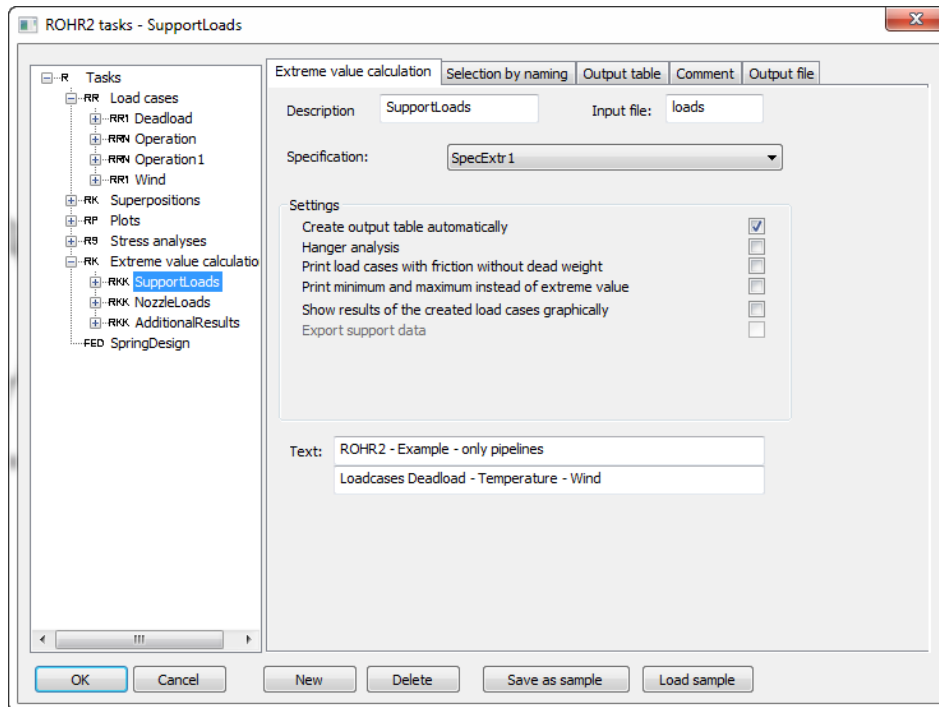 ROHR2 tasks - SupportLoads
R Tasks
RR Load cases
RR1 Deadload
RRN Operation
RRN Operation1
RR1 Wind
RK Superpositions
RP Plots
R9 Stress analyses
RK Extreme value calculatio
RKK SupportLoads
RKK NozzleLoads
RKK AdditionalResults
FED SpringDesign
Extreme value calculation Selection by naming Output table Comment Output file
Description SupportLoads Input file: loads
Specification: SpecExtr1
Settings
Create output table automatically
Hanger analysis
Print load cases with friction without dead weight
Print minimum and maximum instead of extreme value
Show results of the created load cases graphically
Export support data
Text: ROHR2 - Example - only pipelines
Loadcases Deadload - Temperature - Wind
OK Cancel New Delete Save as sample Load sample